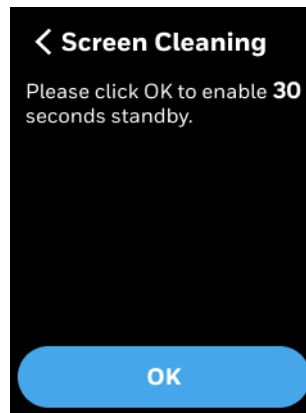 Screen Cleaning
Please click OK to enable 30
seconds standby.
OK